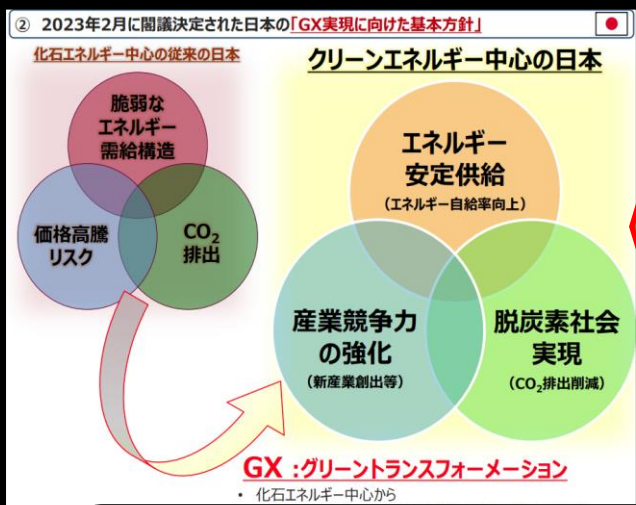 ② 2023年2月に閣議決定された日本の「GX実現に向けた基本方針」
化石エネルギー中心の従来の日本
脆弱な
エネルギー
需給構造
価格高騰
リスク
CO₂
排出
クリーンエネルギー中心の日本
エネルギー
安定供給
（エネルギー自給率向上）
産業競争力
の強化
（新産業創出等）
脱炭素社会
実現
（CO₂排出削減）
GX ：グリーントランスフォーメーション
• 化石エネルギー中心から